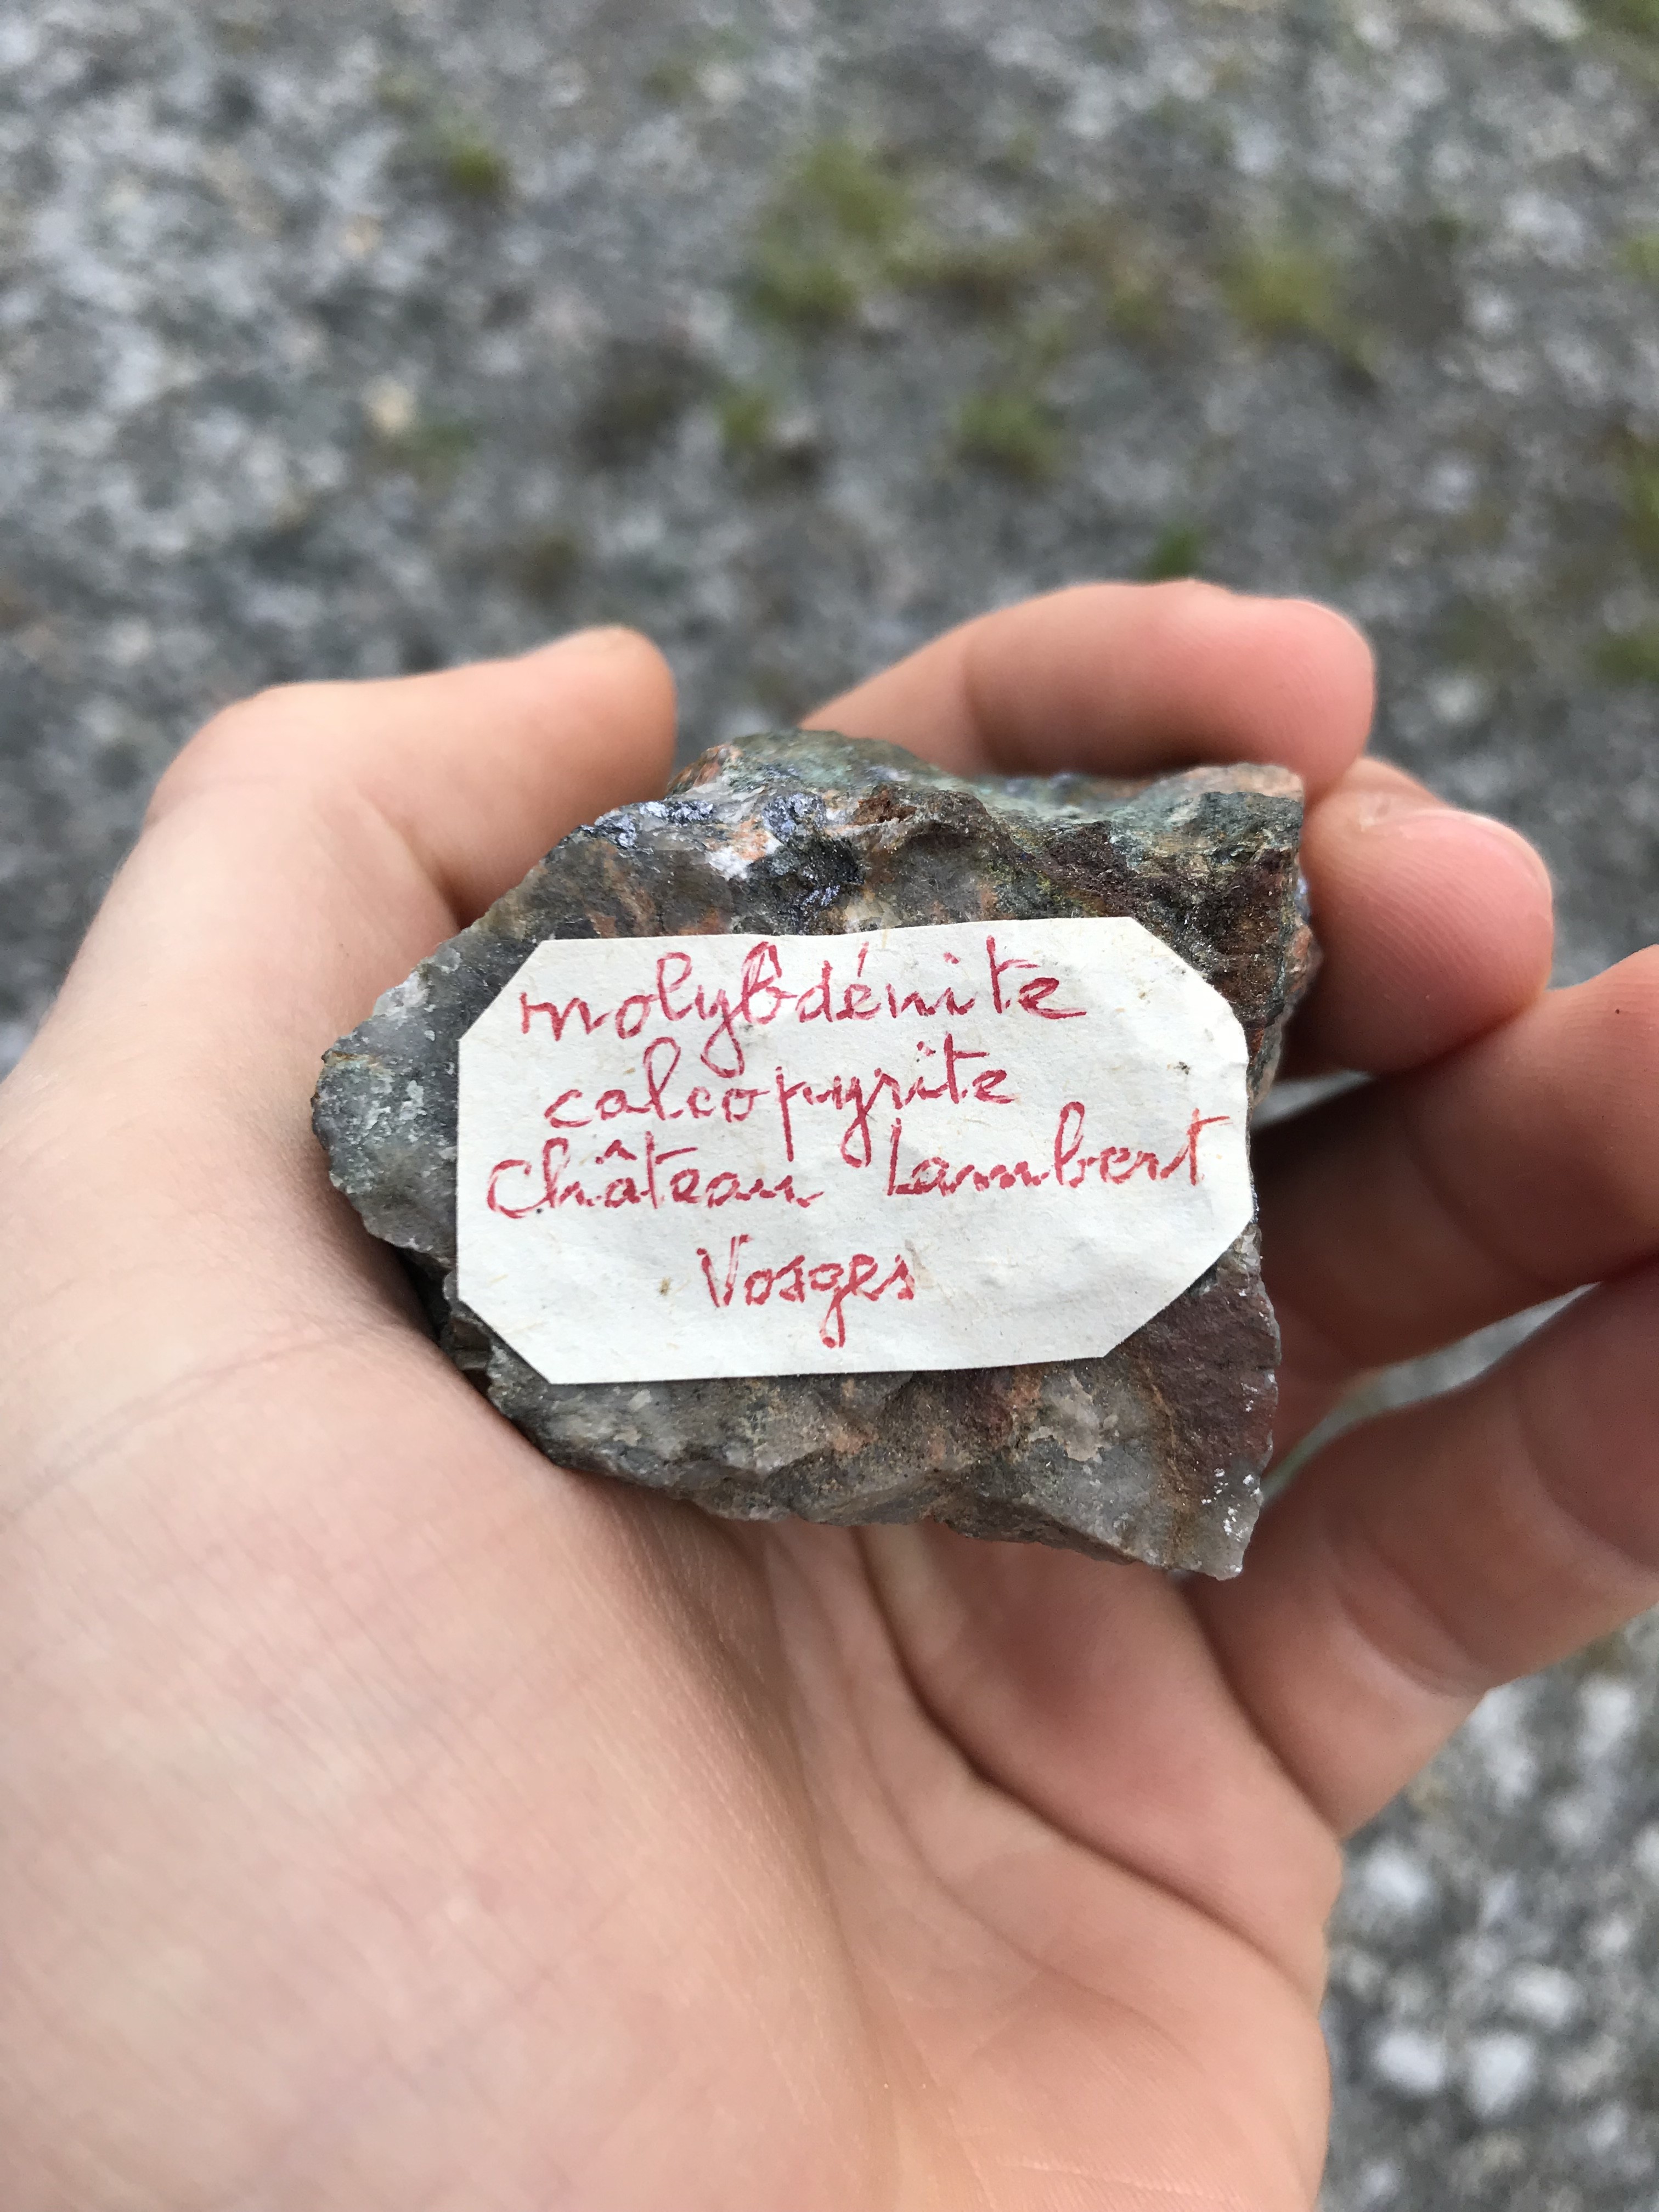 molybdénite
calcopyrite
Château Lambert
Vosges